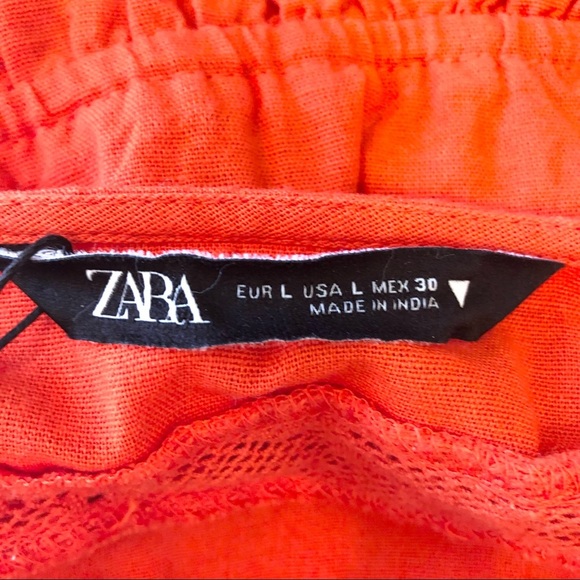 ZARA
EUR L USA L MEX 30
MADE IN INDIA